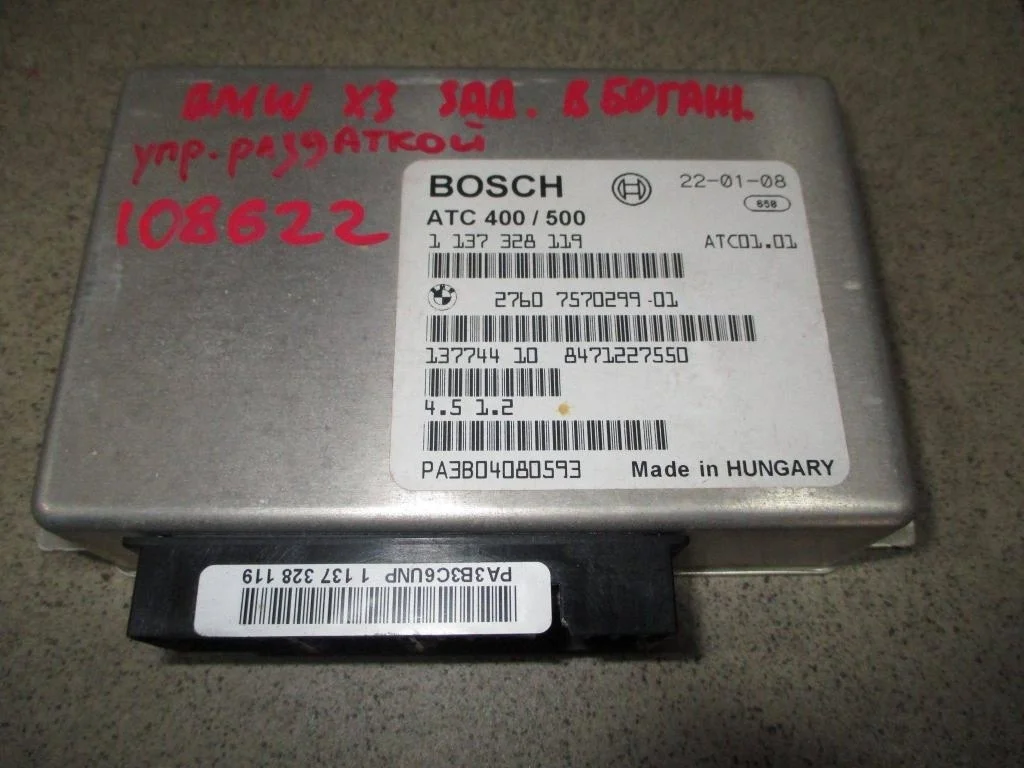 BMW X3 ЗАД. В БОГАЖ.
упр. раздаткой
108622
BOSCH 22-01-08
658
ATC 400 / 500
1 137 328 119 ATC01.01
2760 7570299-01
137744 10 8471227550
4.5 1.2
PA3B04080593 Made in HUNGARY
PA3B3C6UNP 1 137 328 119